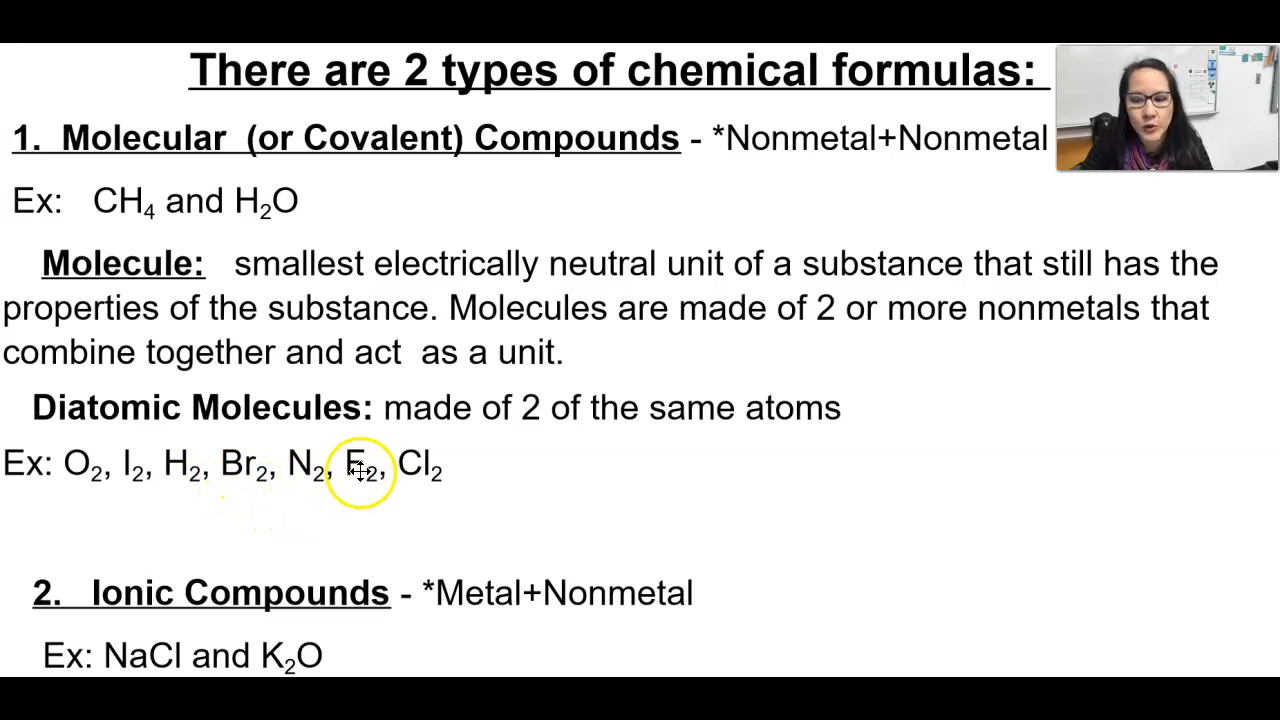 There are 2 types of chemical formulas:
1. Molecular (or Covalent) Compounds - *Nonmetal+Nonmetal
Ex: CH₄ and H₂O
Molecule: smallest electrically neutral unit of a substance that still has the
properties of the substance. Molecules are made of 2 or more nonmetals that
combine together and act as a unit.
Diatomic Molecules: made of 2 of the same atoms
Ex: O₂, I₂, H₂, Br₂, N₂, F₂, Cl₂
2. Ionic Compounds - *Metal+Nonmetal
Ex: NaCl and K₂O